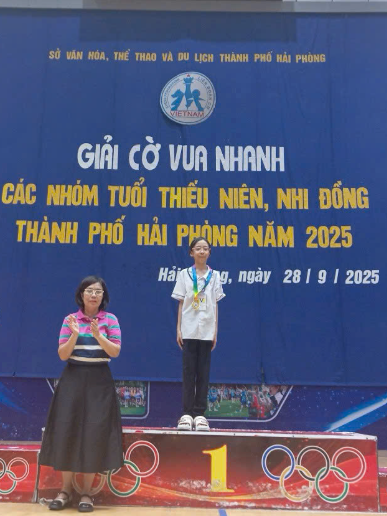 SỞ VĂN HÓA, THỂ THAO VÀ DU LỊCH THÀNH PHỐ HẢI PHÒNG
VIETNAM
GIẢI CỜ VUA NHANH
CÁC NHÓM TUỔI THIẾU NIÊN, NHI ĐỒNG
THÀNH PHỐ HẢI PHÒNG NĂM 2025
ngày 28/9/2025
1